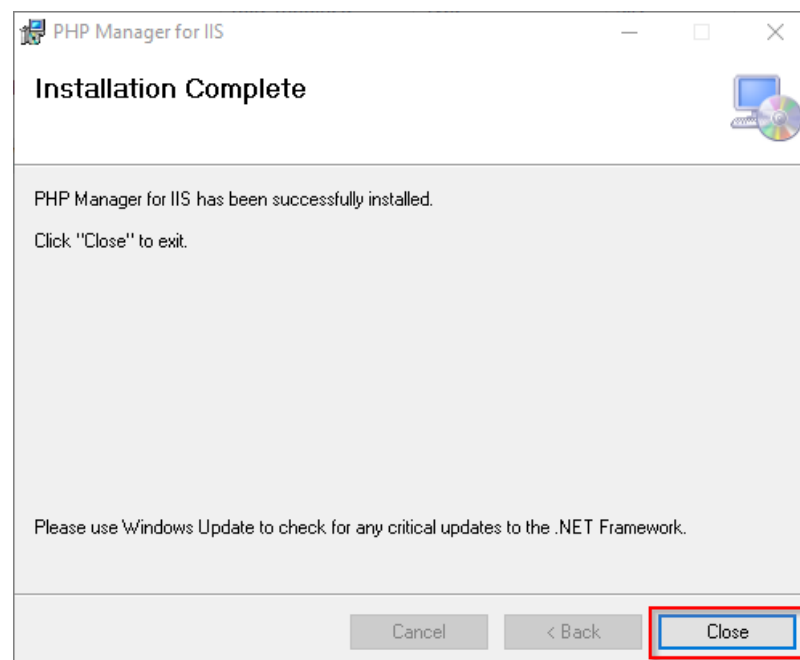 PHP Manager for IIS
Installation Complete
PHP Manager for IIS has been successfully installed.
Click "Close" to exit.
Please use Windows Update to check for any critical updates to the .NET Framework.
Cancel
< Back
Close